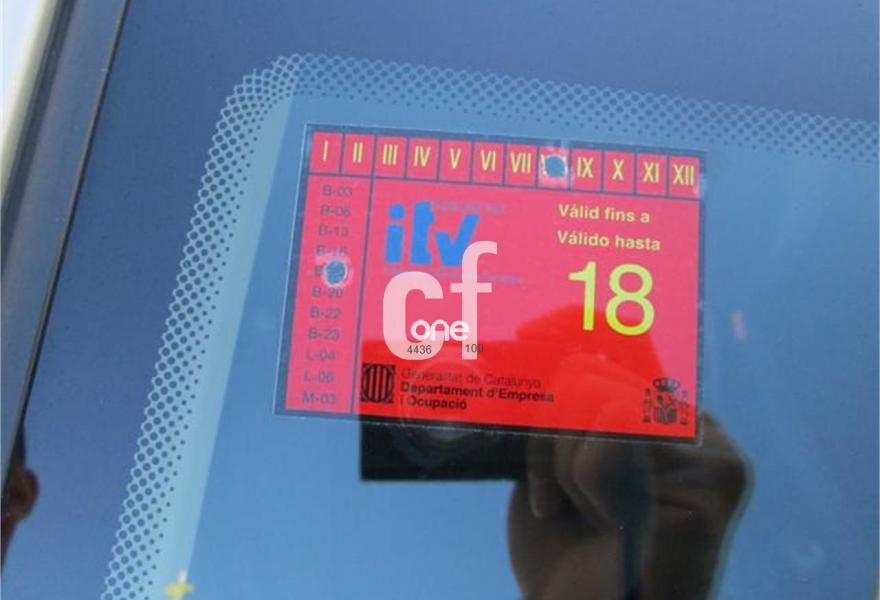 I II III IV V VI VII IX X XI XII
B-03
B-06
B-13
B-20
B-22
B-23
L-04
L-06
M-03
itv
Vàlid fins a
Válido hasta
18
cf
one
4436 100
Generalitat de Catalunya
Departament d'Empresa
i Ocupació